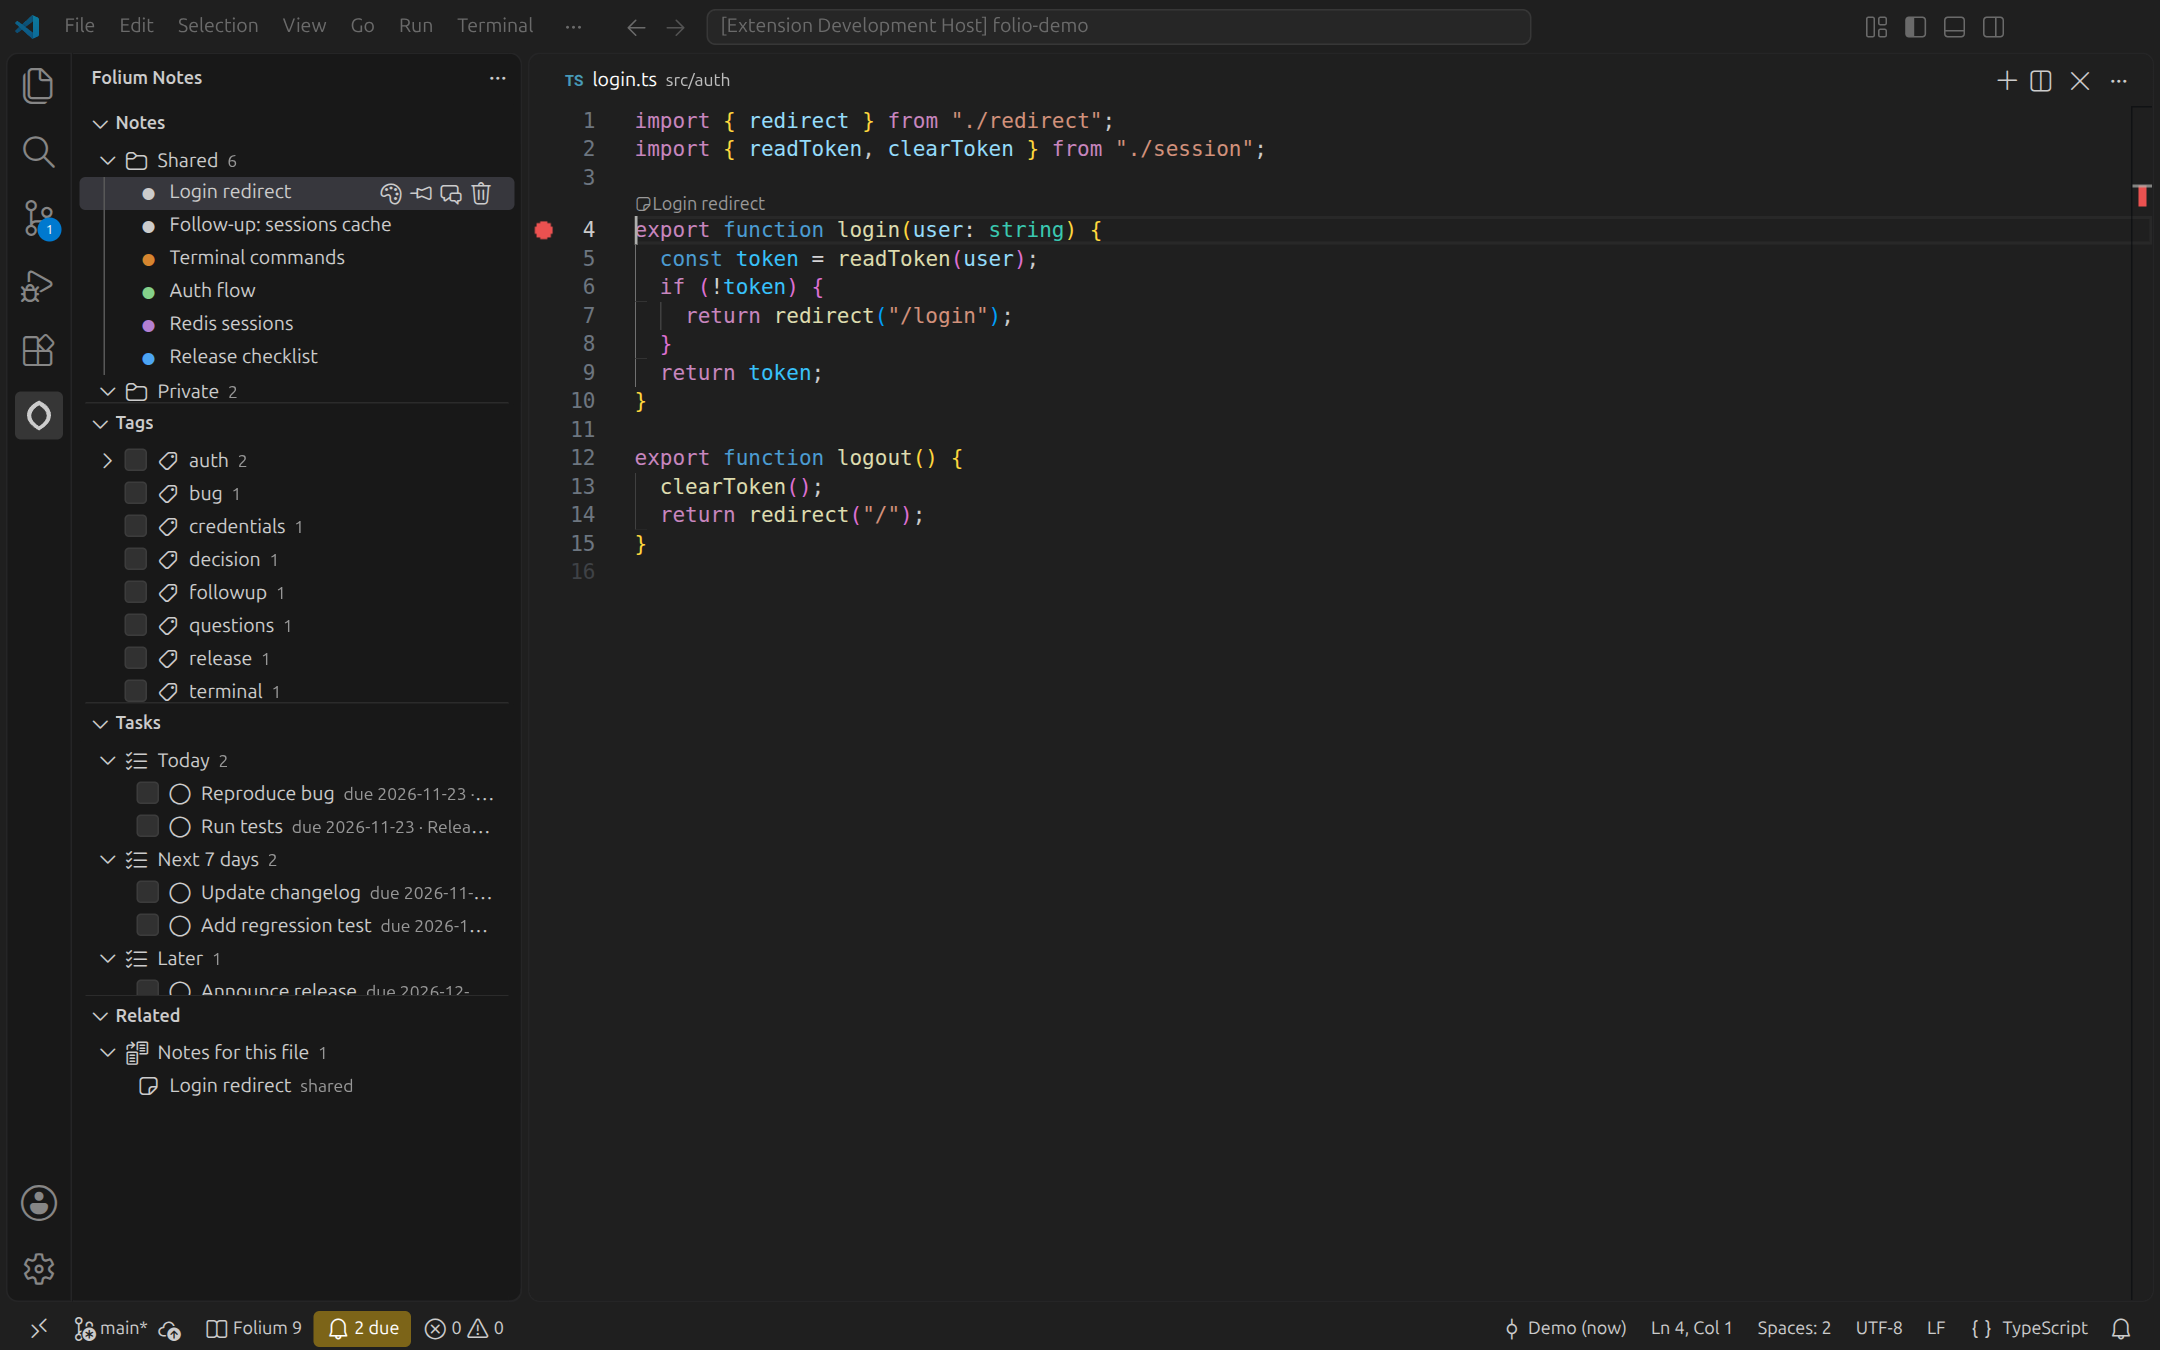 File Edit Selection View Go Run Terminal ··· [Extension Development Host] folio-demo
Folium Notes
Notes
Shared 6
Login redirect
Follow-up: sessions cache
Terminal commands
Auth flow
Redis sessions
Release checklist
Private 2
Tags
auth 2
bug 1
credentials 1
decision 1
followup 1
questions 1
release 1
terminal 1
Tasks
Today 2
Reproduce bug due 2026-11-23 ·...
Run tests due 2026-11-23 · Relea...
Next 7 days 2
Update changelog due 2026-11-...
Add regression test due 2026-1...
Later 1
Announce release due 2026-12-
Related
Notes for this file 1
Login redirect shared
1
TS login.ts src/auth
1 import { redirect } from "./redirect";
2 import { readToken, clearToken } from "./session";
3
Login redirect
4 export function login(user: string) {
5 const token = readToken(user);
6 if (!token) {
7 return redirect("/login");
8 }
9 return token;
10 }
11
12 export function logout() {
13 clearToken();
14 return redirect("/");
15 }
16
main* Folium 9 2 due 0 0 Demo (now) Ln 4, Col 1 Spaces: 2 UTF-8 LF { } TypeScript